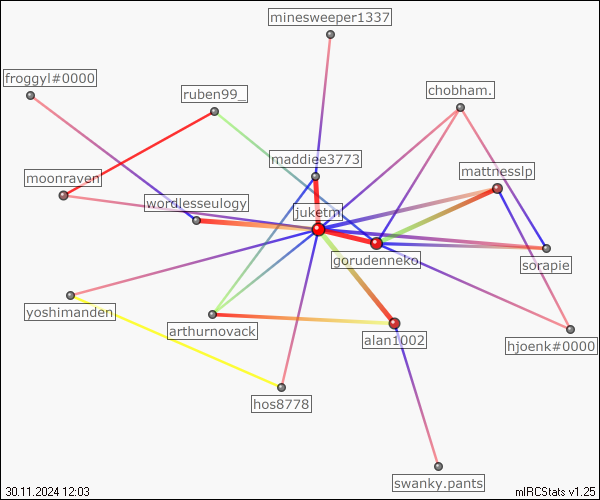 minesweeper1337
froggyl#0000
ruben99_
chobham.
maddiee3773
moonraven
mattnesslp
wordlesseulogy
juketm
gorudenneko
sorapie
yoshimanden
arthurnovack
alan1002
hjoenk#0000
hos8778
swanky.pants
30.11.2024 12:03
mIRCStats v1.25